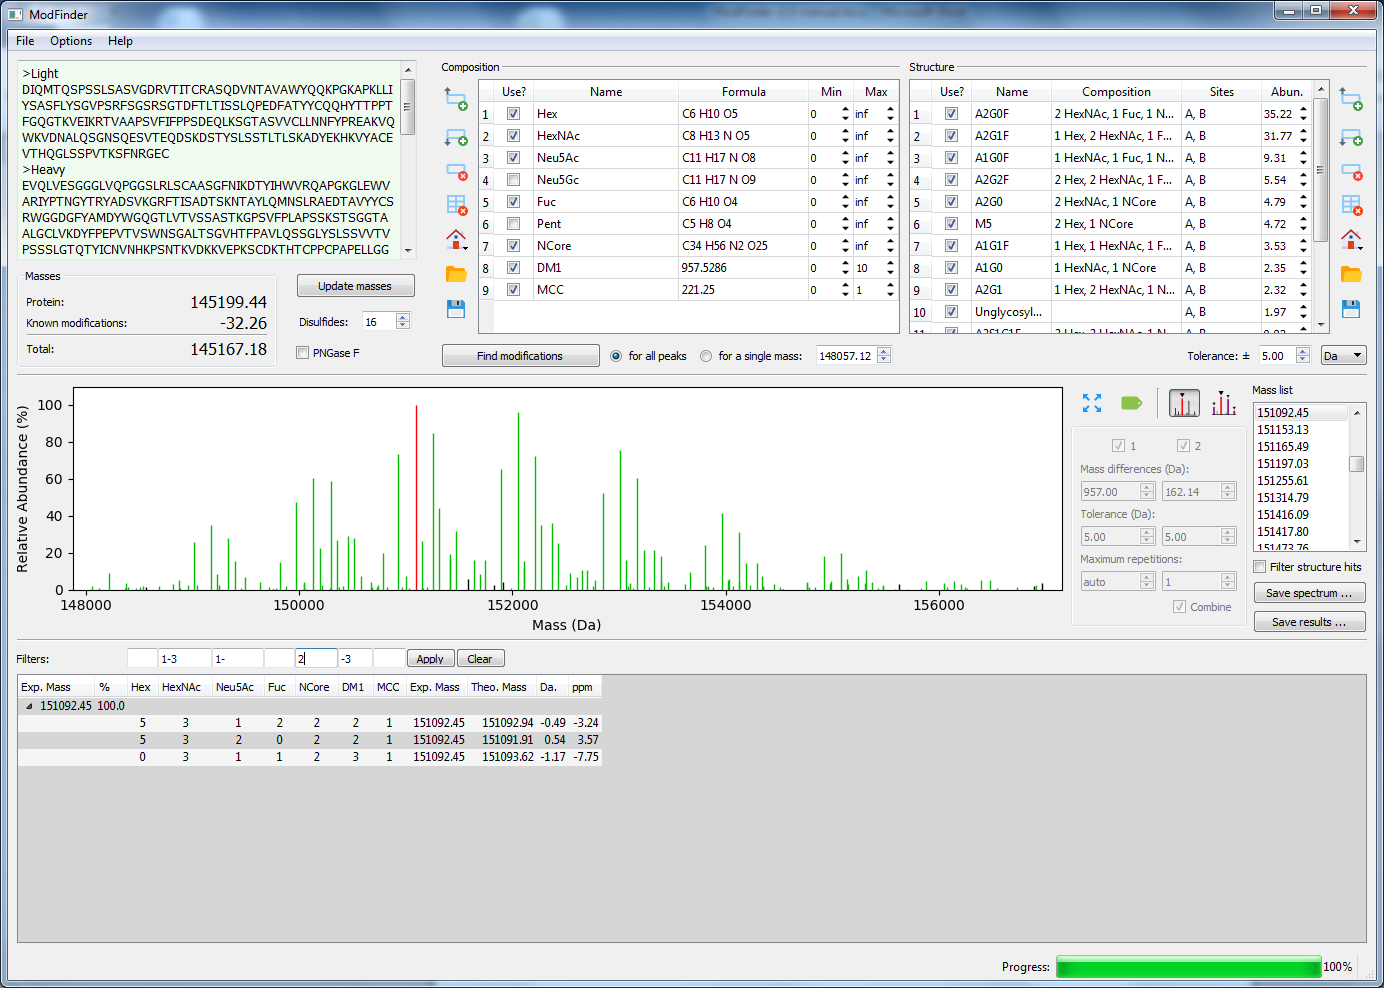 ModFinder
File Options Help
>Light
DIQMTQSPSSLSASVGDRVTITCRASQDVNTAVAWYQQKPGKAPKLLI
YSASFLYSGVPSRFSGSRSGTDFTLTISSLQPEDFATYYCQQHYTTPPT
FGQGTKVEIKRTVAAPSVFIFPPSDEQLKSGTASVVCLLNNFYPREAKVQ
WKVDNALQSGNSQESVTEQDSKDSTYSLSSTLTLSKADYEKHKVYACE
VTHQGLSSPVTKSFNRGEC
>Heavy
EVQLVESGGGLVQPGGSLRLSCAASGFNIKDTYIHWVRQAPGKGLEWV
ARIYPTNGYTRYADSVKGRFTISADTSKNTAYLQMNSLRAEDTAVYYCS
RWGGDGFYAMDYWGQGTLVTVSSASTKGPSVFPLAPSSKSTSGGTA
ALGCLVKDYFPEPVTVSWNSGALTSGVHTFPAVLQSSGLYSLSSVVTV
PSSSLGTQTYICNVNHKPSNTKVDKKVEPKSCDKTHTCPPCPAPELLGG
Masses
Protein: 145199.44
Known modifications: -32.26
Total: 145167.18
Update masses
Disulfides: 16
PNGase F
Composition
Use? Name Formula Min Max
1 Hex C6 H10 O5 0 inf
2 HexNAc C8 H13 N O5 0 inf
3 Neu5Ac C11 H17 N O8 0 inf
4 Neu5Gc C11 H17 N O9 0 inf
5 Fuc C6 H10 O4 0 inf
6 Pent C5 H8 O4 0 inf
7 NCore C34 H56 N2 O25 0 inf
8 DM1 957.5286 0 10
9 MCC 221.25 0 1
Structure
Use? Name Composition Sites Abun.
1 A2G0F 2 HexNAc, 1 Fuc, 1 N... A, B 35.22
2 A2G1F 1 Hex, 2 HexNAc, 1 F... A, B 31.77
3 A1G0F 1 HexNAc, 1 Fuc, 1 N... A, B 9.31
4 A2G2F 2 Hex, 2 HexNAc, 1 F... A, B 5.54
5 A2G0 2 HexNAc, 1 NCore A, B 4.79
6 M5 2 Hex, 1 NCore A, B 4.72
7 A1G1F 1 Hex, 1 HexNAc, 1 F... A, B 3.53
8 A1G0 1 HexNAc, 1 NCore A, B 2.35
9 A2G1 1 Hex, 2 HexNAc, 1 N... A, B 2.32
10 Unglycosyl... A, B 1.97
Find modifications for all peaks for a single mass: 148057.12
Tolerance: ± 5.00 Da
Relative Abundance (%)
100
80
60
40
20
0
148000 150000 152000 154000 156000
Mass (Da)
1 2
Mass differences (Da):
957.00 162.14
Tolerance (Da):
5.00 5.00
Maximum repetitions:
auto 1
Combine
Mass list
151092.45
151153.13
151165.49
151197.03
151255.61
151314.79
151416.09
151417.80
151473.76
Filter structure hits
Save spectrum ...
Save results ...
Filters: 1-3 1- 2 -3 Apply Clear
Exp. Mass % Hex HexNAc Neu5Ac Fuc NCore DM1 MCC Exp. Mass Theo. Mass Da. ppm
151092.45 100.0
5 3 1 2 2 2 1 151092.45 151092.94 -0.49 -3.24
5 3 2 0 2 2 1 151092.45 151091.91 0.54 3.57
0 3 1 1 2 3 1 151092.45 151093.62 -1.17 -7.75
Progress: 100%